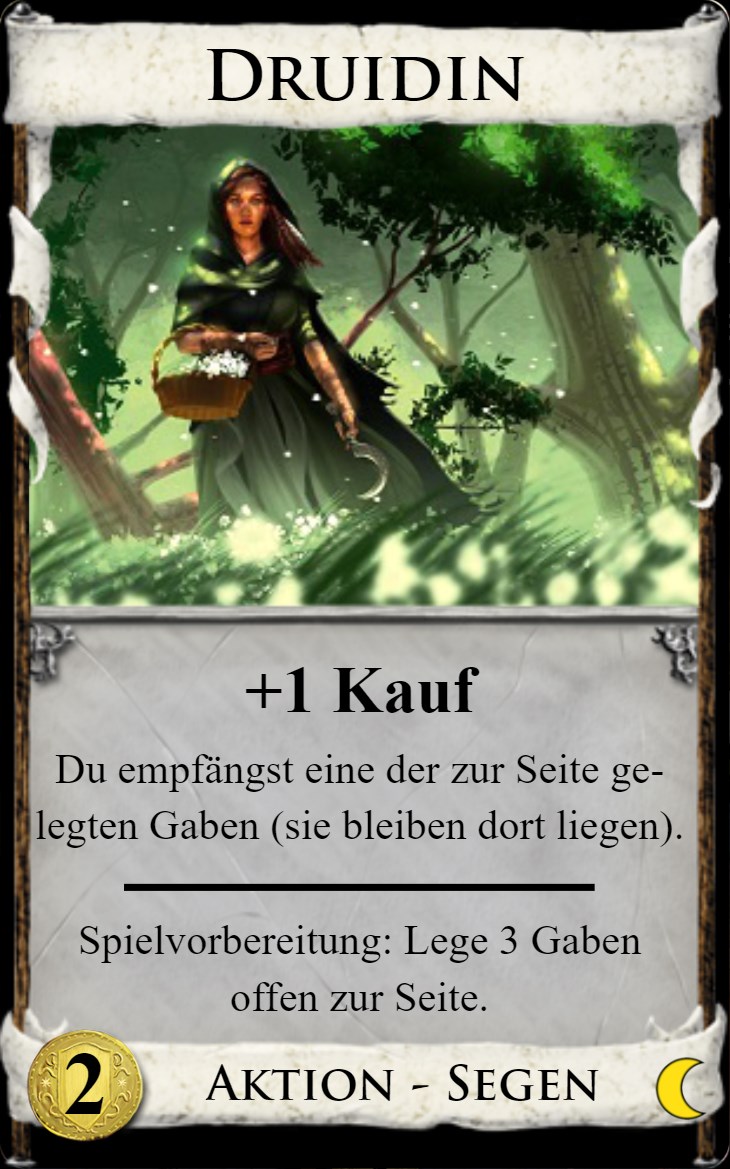 Druidin
+1 Kauf
Du empfängst eine der zur Seite ge-
legten Gaben (sie bleiben dort liegen).
Spielvorbereitung: Lege 3 Gaben
offen zur Seite.
2
Aktion - Segen